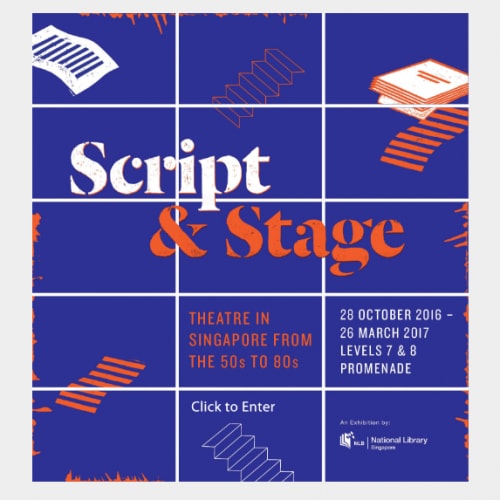 Script
& Stage
THEATRE IN
SINGAPORE FROM
THE 50s TO 80s
28 OCTOBER 2016 –
26 MARCH 2017
LEVELS 7 & 8
PROMENADE
Click to Enter
An Exhibition by:
NLB
National Library
Singapore